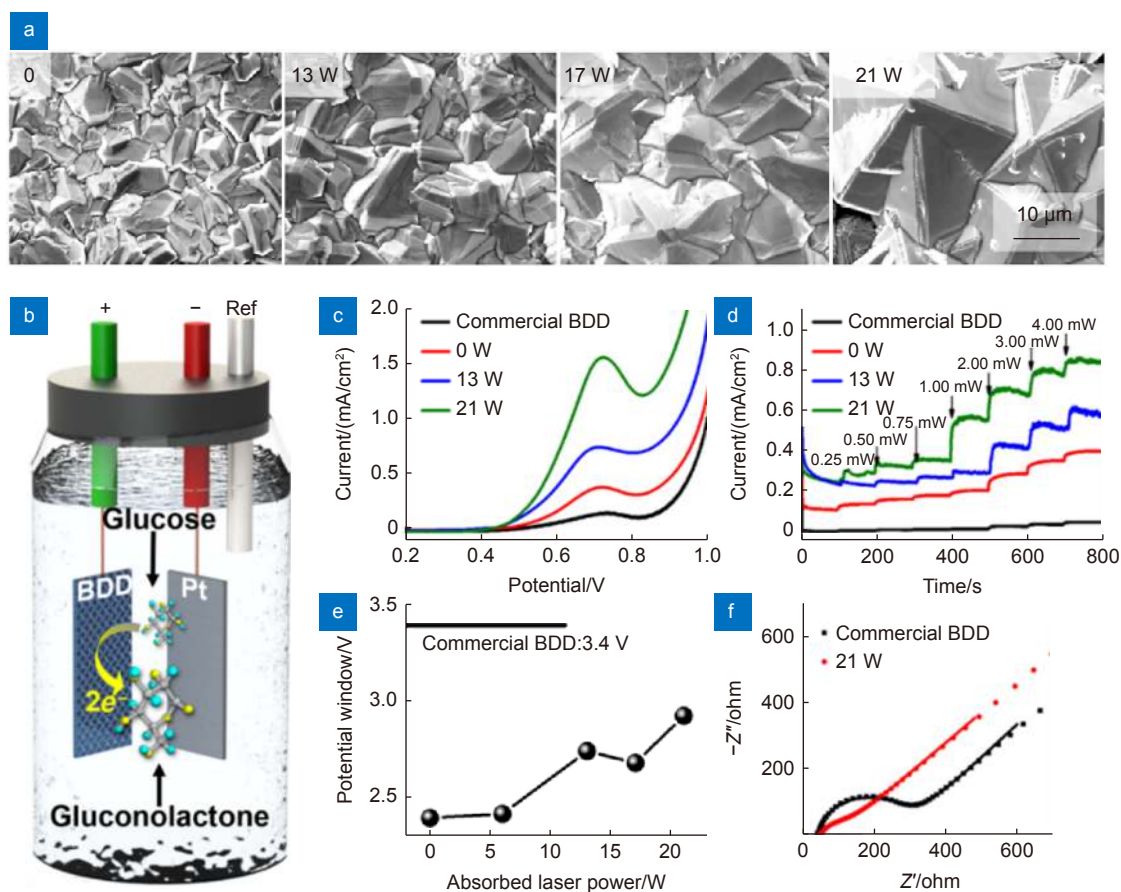 a
0
13 W
17 W
21 W
10 μm
b
+
−
Ref
Glucose
BDD
Pt
2e⁻
Gluconolactone
c
Commercial BDD
0 W
13 W
21 W
Current/(mA/cm²)
2.0
1.5
1.0
0.5
0
0.2
0.4
0.6
0.8
1.0
Potential/V
d
Commercial BDD
0 W
13 W
21 W
0.25 mW
0.50 mW
0.75 mW
1.00 mW
2.00 mW
3.00 mW
4.00 mW
Current/(mA/cm²)
1.0
0.8
0.6
0.4
0.2
0
0
200
400
600
800
Time/s
e
Commercial BDD:3.4 V
Potential window/V
3.5
3.0
2.5
0
5
10
15
20
Absorbed laser power/W
f
Commercial BDD
21 W
−Z″/ohm
600
400
200
0
200
400
600
Z′/ohm